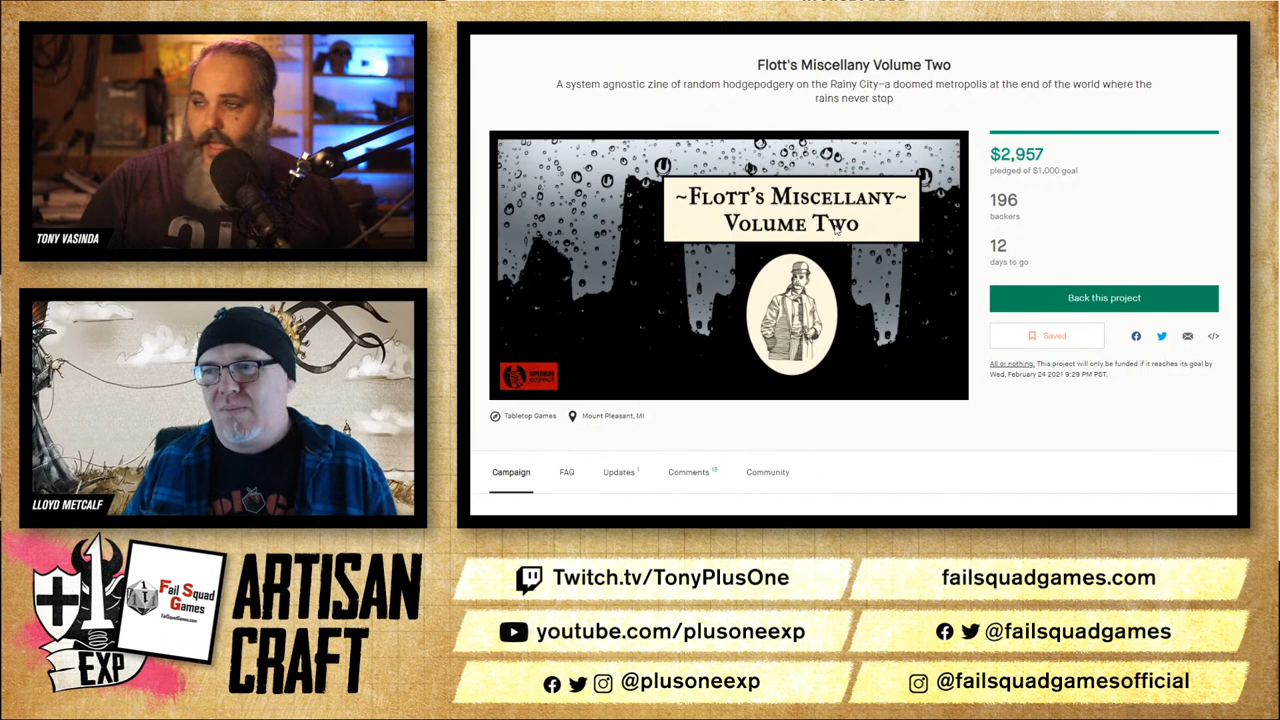 TONY VASINDA
LLOYD METCALF
Flott's Miscellany Volume Two
A system agnostic zine of random hodgepodgery on the Rainy City–a doomed metropolis at the end of the world where the
rains never stop
~FLOTT'S MISCELLANY~
VOLUME TWO
$2,957
pledged of $1,000 goal
196
backers
12
days to go
Back this project
Saved
All or nothing. This project will only be funded if it reaches its goal by
Wed, February 24 2021 9:29 PM PST.
Tabletop Games
Mount Pleasant, MI
Campaign
FAQ
Updates 1
Comments
Community
1
EXP
Fail Squad
Games
FailSquadGames.com
ARTISAN
CRAFT
Twitch.tv/TonyPlusOne
youtube.com/plusoneexp
@plusoneexp
failsquadgames.com
@failsquadgames
@failsquadgamesofficial